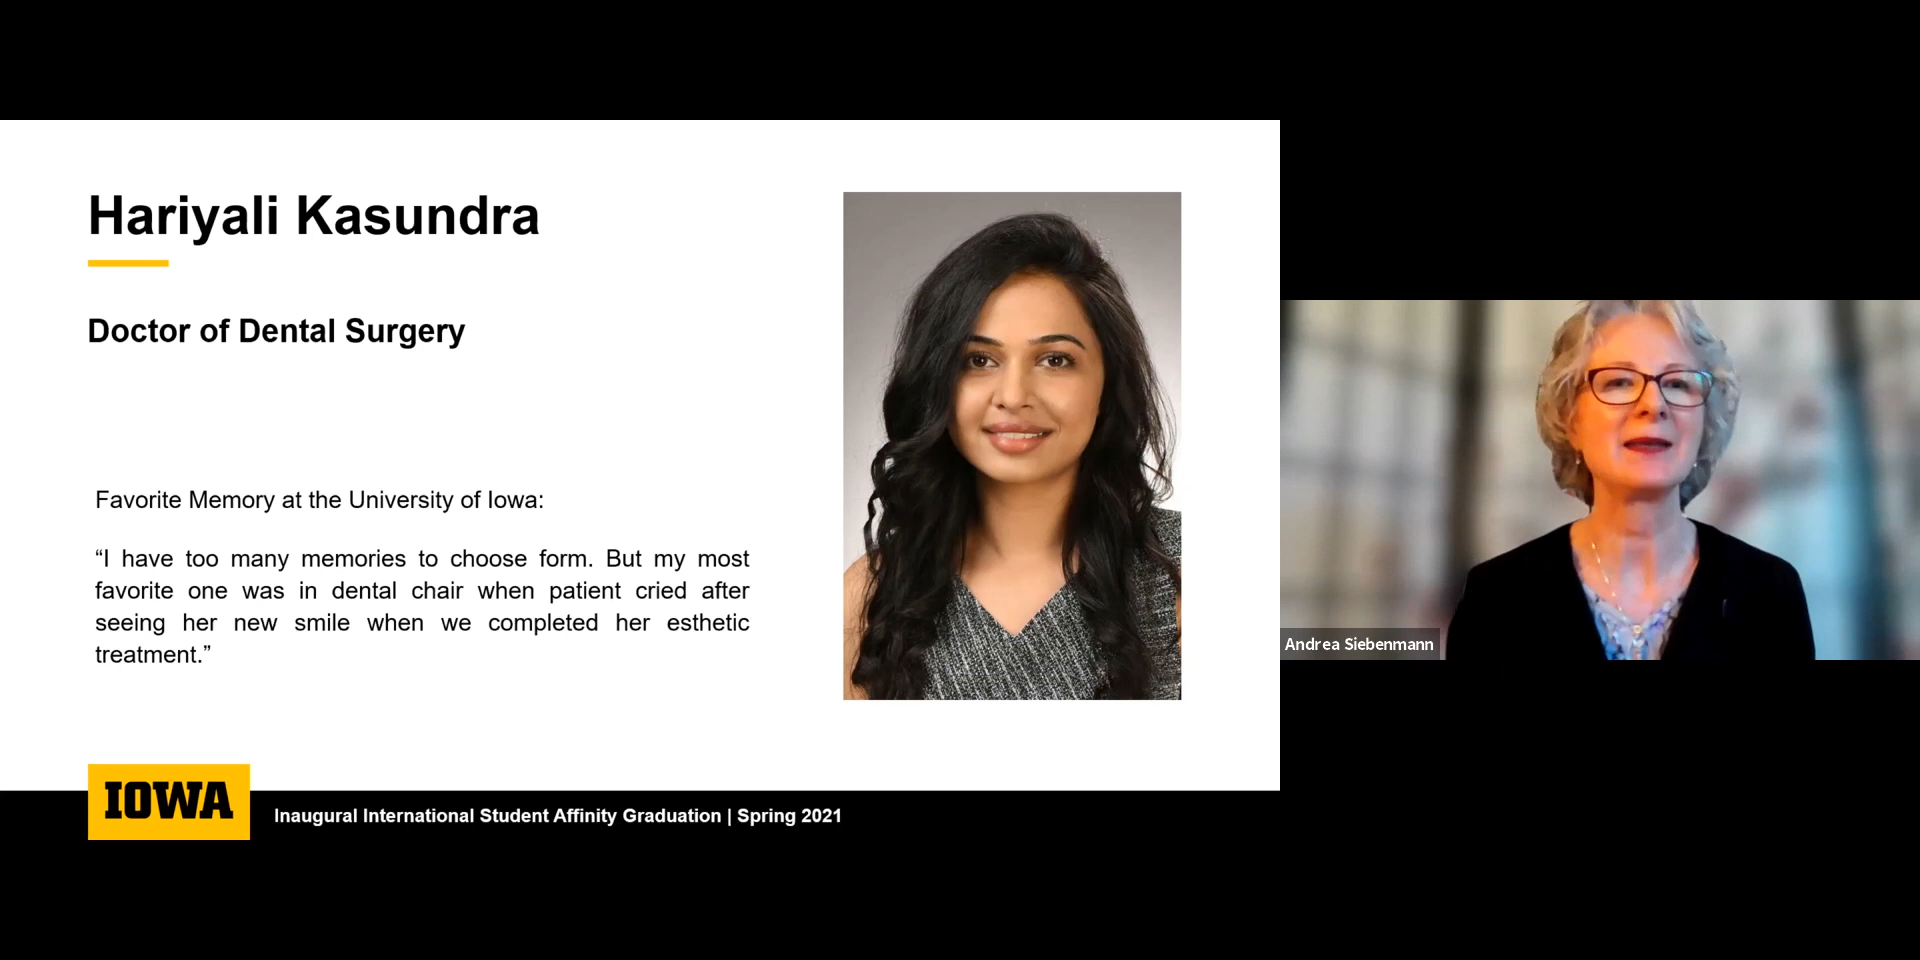 Hariyali Kasundra
Doctor of Dental Surgery
Favorite Memory at the University of Iowa:
“I have too many memories to choose form. But my most
favorite one was in dental chair when patient cried after
seeing her new smile when we completed her esthetic
treatment.”
IOWA
Inaugural International Student Affinity Graduation | Spring 2021
Andrea Siebenmann